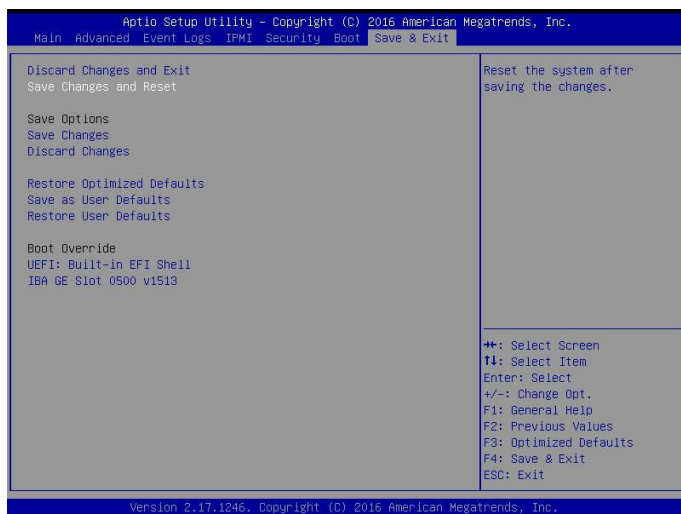 Aptio Setup Utility – Copyright (C) 2016 American Megatrends, Inc.
Main Advanced Event Logs IPMI Security Boot Save & Exit
Discard Changes and Exit
Save Changes and Reset
Save Options
Save Changes
Discard Changes
Restore Optimized Defaults
Save as User Defaults
Restore User Defaults
Boot Override
UEFI: Built-in EFI Shell
IBA GE Slot 0500 v1513
Reset the system after
saving the changes.
→←: Select Screen
↑↓: Select Item
Enter: Select
+/-: Change Opt.
F1: General Help
F2: Previous Values
F3: Optimized Defaults
F4: Save & Exit
ESC: Exit
Version 2.17.1246. Copyright (C) 2016 American Megatrends, Inc.